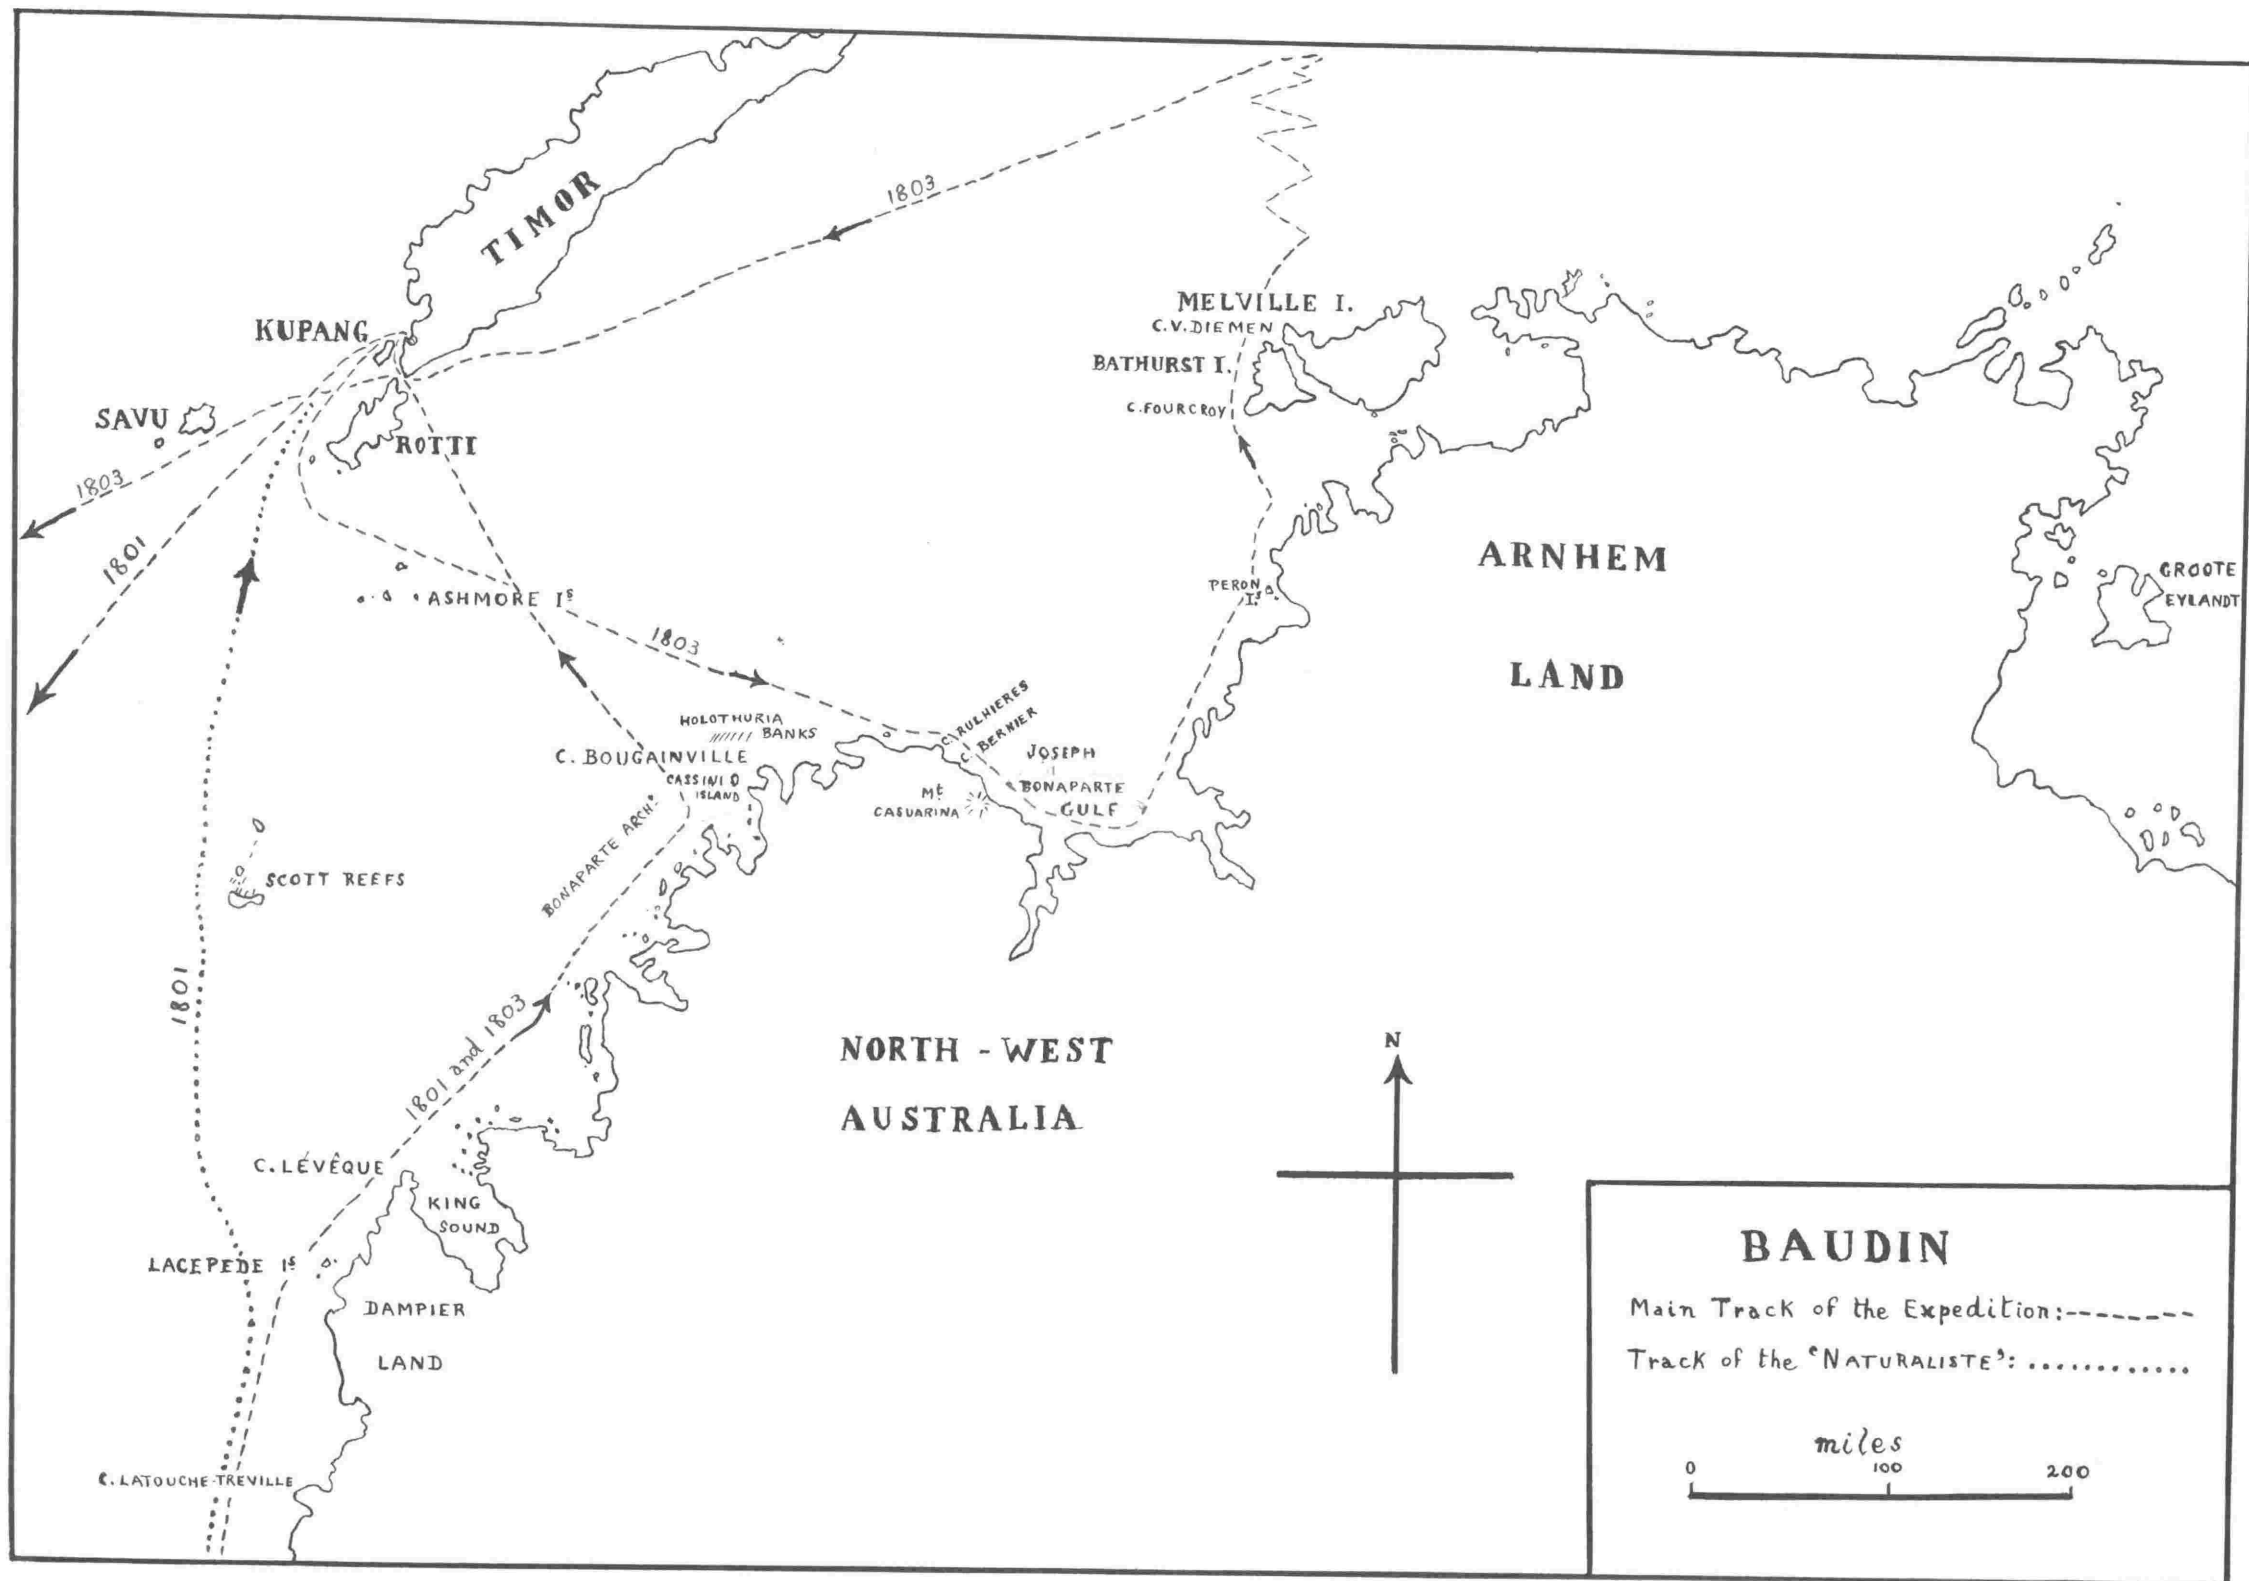 TIMOR
1803
KUPANG
MELVILLE I.
C.V. DIEMEN
BATHURST I.
C. FOURCROY
SAVU
ROTTI
1803
1801
ARNHEM
LAND
PERON
Iˢ
GROOTE
EYLANDT
ASHMORE Iˢ
1803
HOLOTHURIA
BANKS
C. RULHIERES
C. BERNIER
JOSEPH
BONAPARTE
GULF
C. BOUGAINVILLE
CASSINI
ISLAND
Mᵗ
CASUARINA
BONAPARTE ARCH.
SCOTT REEFS
1801
1801 and 1803
NORTH - WEST
AUSTRALIA
N
C. LÉVÊQUE
KING
SOUND
LACEPEDE Iˢ
DAMPIER
LAND
C. LATOUCHE-TREVILLE
BAUDIN
Main Track of the Expedition:
Track of the 'NATURALISTE':
miles
0 100 200